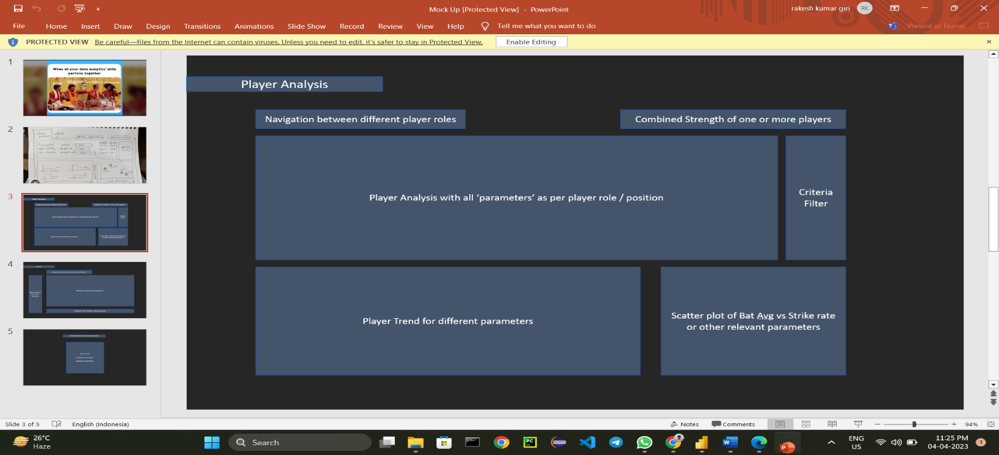 Mock Up [Protected View] - PowerPoint
rakesh kumar giri
RK
File
Home
Insert
Draw
Design
Transitions
Animations
Slide Show
Record
Review
View
Help
Tell me what you want to do
Present in Teams
PROTECTED VIEW Be careful—files from the Internet can contain viruses. Unless you need to edit, it's safer to stay in Protected View.
Enable Editing
1
When all your data analytics' skills
perform together
2
3
4
5
Player Analysis
Navigation between different player roles
Combined Strength of one or more players
Player Analysis with all ‘parameters’ as per player role / position
Criteria
Filter
Player Trend for different parameters
Scatter plot of Bat Avg vs Strike rate
or other relevant parameters
Slide 3 of 5
English (Indonesia)
Notes
Comments
94%
26°C
Haze
Search
PC
W
P
ENG
US
11:25 PM
04-04-2023
1